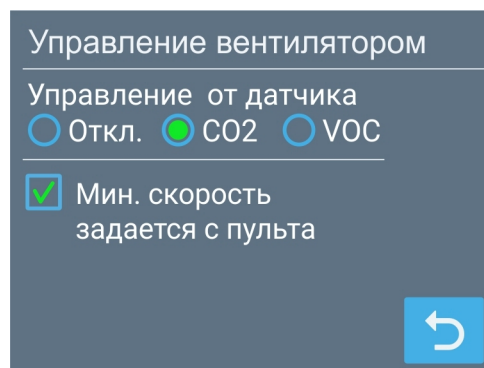 Управление вентилятором
Управление от датчика
Откл. CO2 VOC
Мин. скорость
задается с пульта